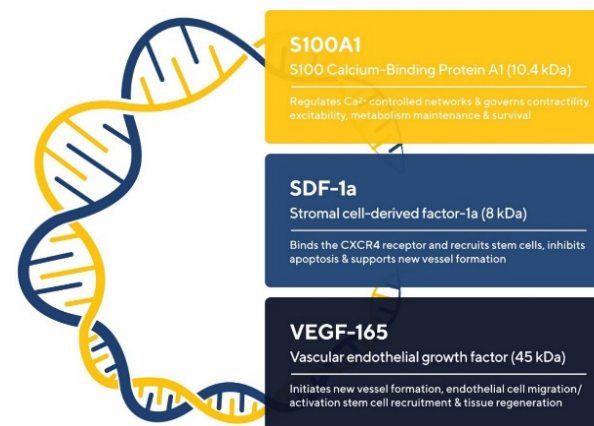 S100A1
S100 Calcium-Binding Protein A1 (10.4 kDa)
Regulates Ca²⁺ controlled networks & governs contractility,
excitability, metabolism maintenance & survival
SDF-1a
Stromal cell-derived factor-1a (8 kDa)
Binds the CXCR4 receptor and recruits stem cells, inhibits
apoptosis & supports new vessel formation
VEGF-165
Vascular endothelial growth factor (45 kDa)
Initiates new vessel formation, endothelial cell migration/
activation stem cell recruitment & tissue regeneration